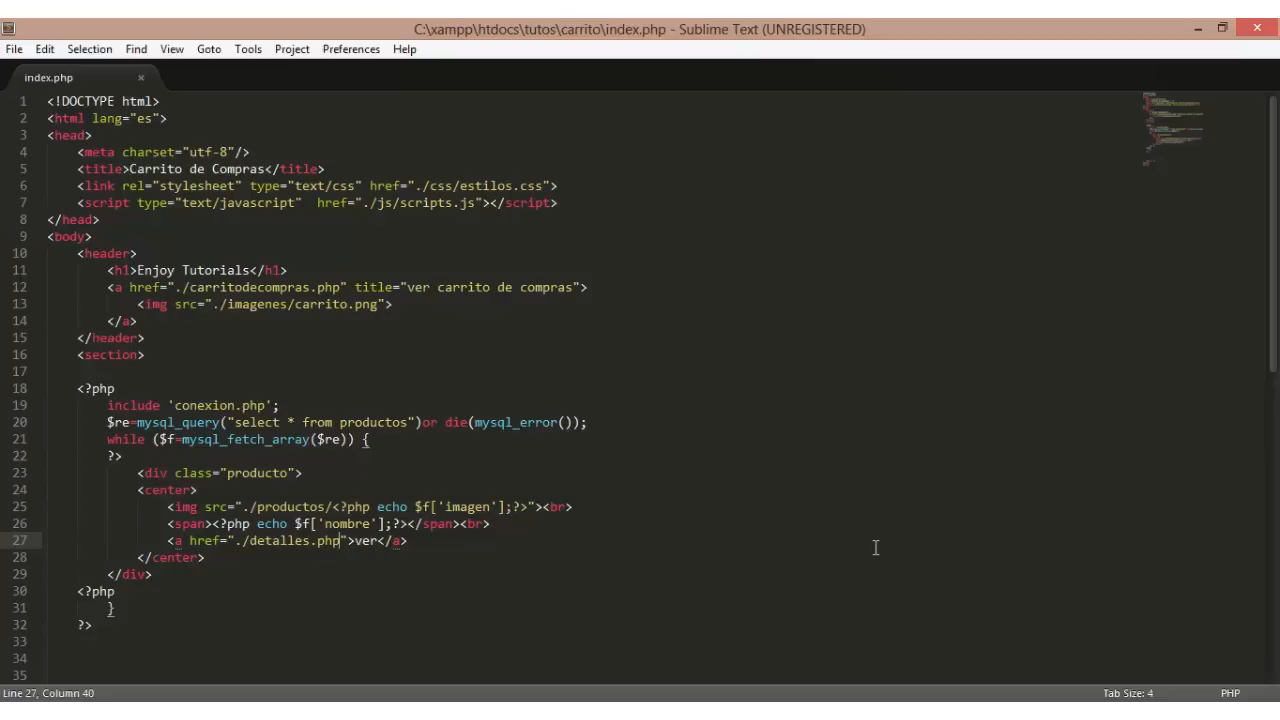 C:\xampp\htdocs\tutos\carrito\index.php - Sublime Text (UNREGISTERED)
File Edit Selection Find View Goto Tools Project Preferences Help
index.php ×
1 <!DOCTYPE html>
2 <html lang="es">
3 <head>
4 <meta charset="utf-8"/>
5 <title>Carrito de Compras</title>
6 <link rel="stylesheet" type="text/css" href="./css/estilos.css">
7 <script type="text/javascript"  href="./js/scripts.js"></script>
8 </head>
9 <body>
10 <header>
11 <h1>Enjoy Tutorials</h1>
12 <a href="./carritodecompras.php" title="ver carrito de compras">
13 <img src="./imagenes/carrito.png">
14 </a>
15 </header>
16 <section>
17
18 <?php
19 include 'conexion.php';
20 $re=mysql_query("select * from productos")or die(mysql_error());
21 while ($f=mysql_fetch_array($re)) {
22 ?>
23 <div class="producto">
24 <center>
25 <img src="./productos/<?php echo $f['imagen'];?>"><br>
26 <span><?php echo $f['nombre'];?></span><br>
27 <a href="./detalles.php">ver</a>
28 </center>
29 </div>
30 <?php
31 }
32 ?>
33
34
35
Line 27, Column 40 Tab Size: 4 PHP